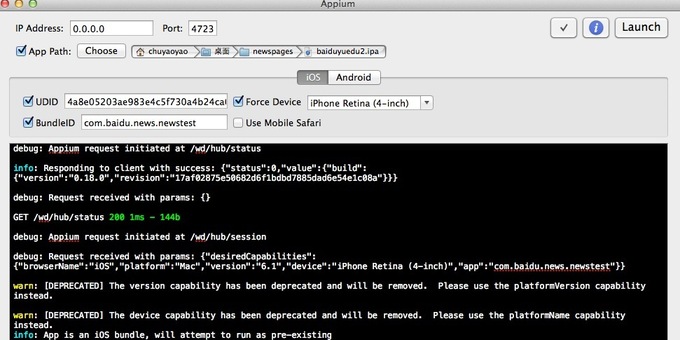 Appium
IP Address: 0.0.0.0 Port: 4723 Launch
App Path: Choose chuyaoyao 桌面 newspages baiduyuedu2.ipa
iOS Android
UDID 4a8e05203ae983e4c5f730a4b24ca Force Device iPhone Retina (4-inch)
BundleID com.baidu.news.newstest Use Mobile Safari
debug: Appium request initiated at /wd/hub/status
info: Responding to client with success: {"status":0,"value":{"build":
{"version":"0.18.0","revision":"17af02875e50682d6f1bdbd7885dad6e54e1c08a"}}}
debug: Request received with params: {}
GET /wd/hub/status 200 1ms - 144b
debug: Appium request initiated at /wd/hub/session
debug: Request received with params: {"desiredCapabilities":
{"browserName":"iOS","platform":"Mac","version":"6.1","device":"iPhone Retina (4-inch)","app":"com.baidu.news.newstest"}}
warn: [DEPRECATED] The version capability has been deprecated and will be removed. Please use the platformVersion capability
instead.
warn: [DEPRECATED] The device capability has been deprecated and will be removed. Please use the platformName capability
instead.
info: App is an iOS bundle, will attempt to run as pre-existing